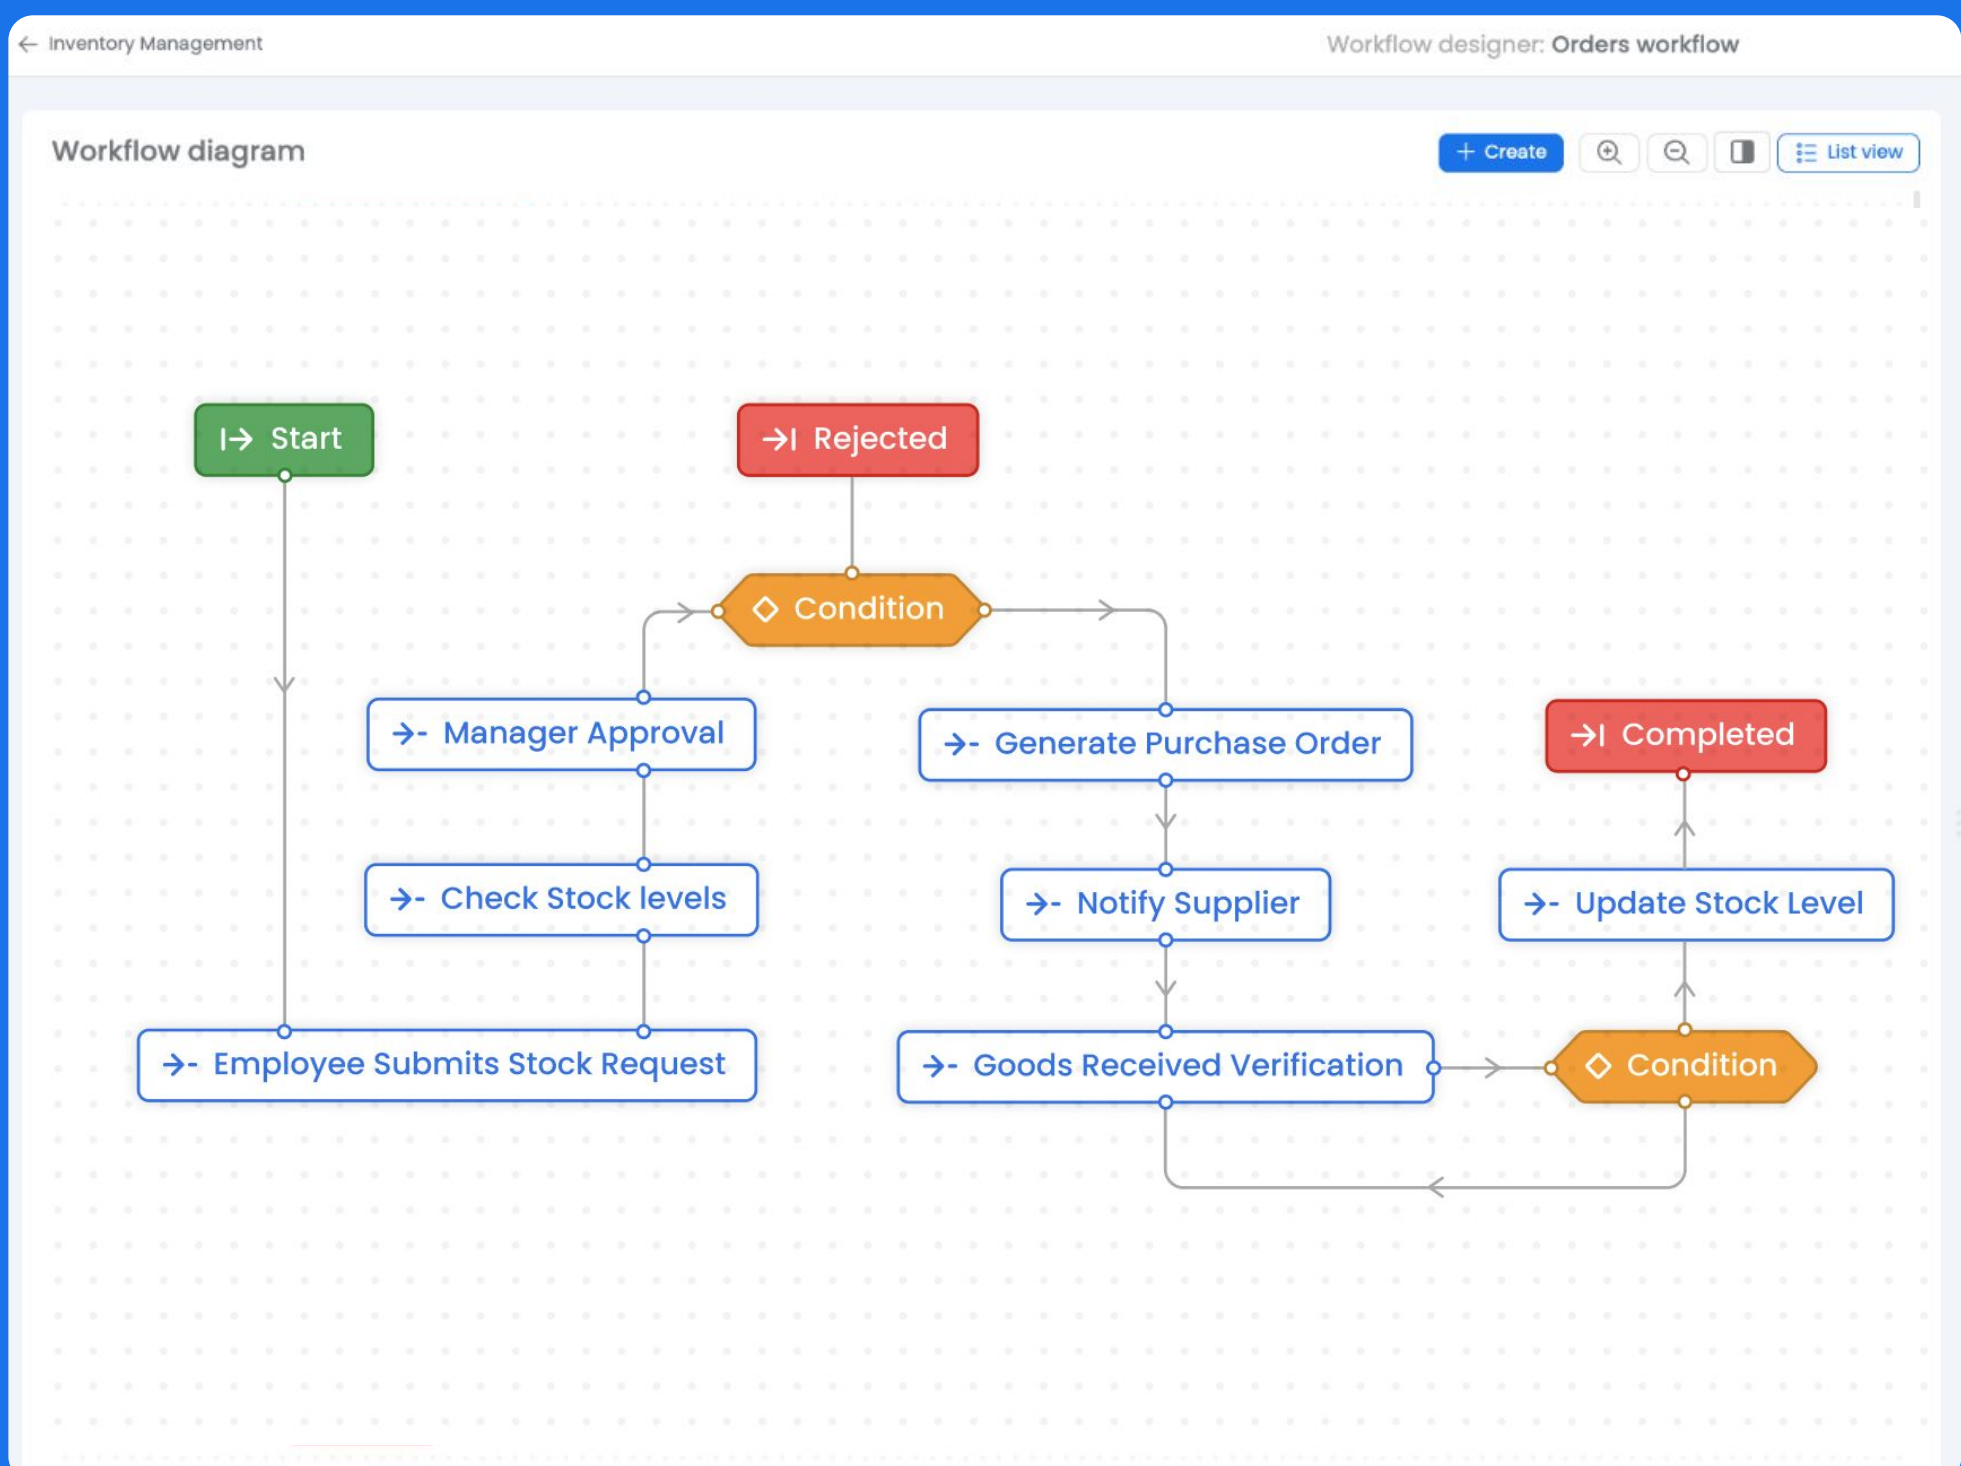 Inventory Management
Workflow designer: Orders workflow
Workflow diagram
Create
List view
Start
Rejected
Condition
Manager Approval
Generate Purchase Order
Completed
Check Stock levels
Notify Supplier
Update Stock Level
Employee Submits Stock Request
Goods Received Verification
Condition